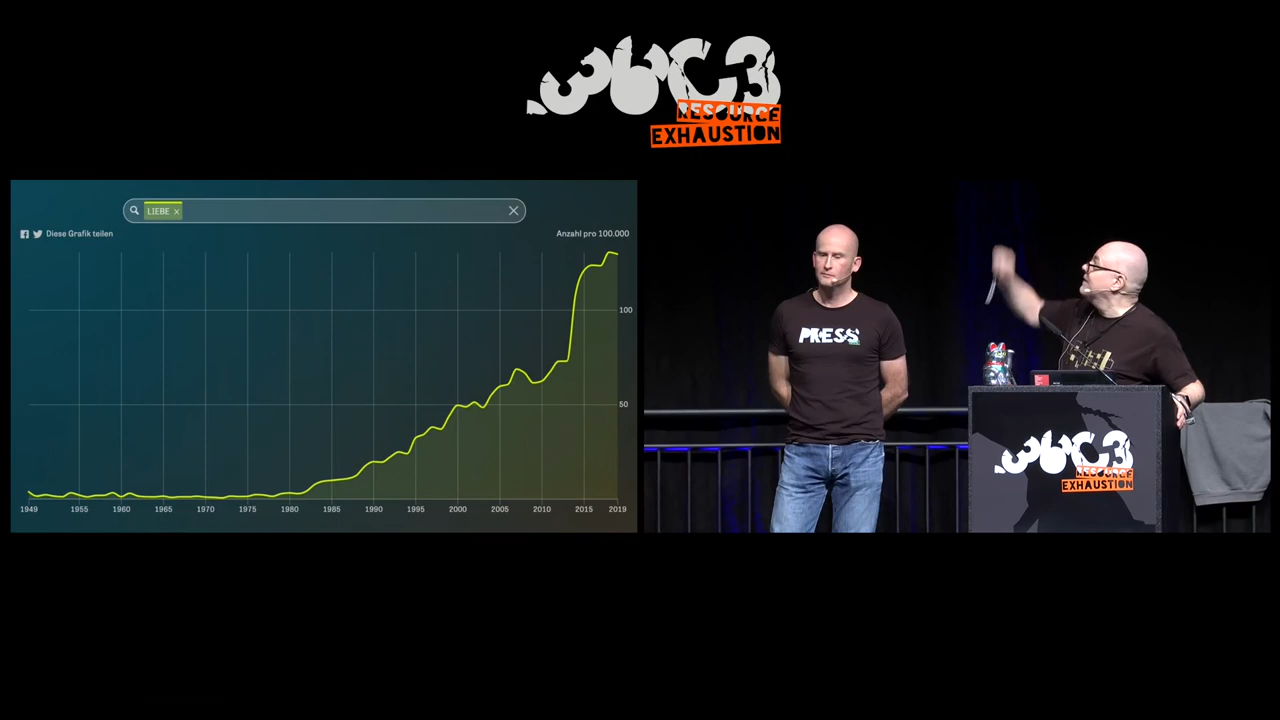 36C3
RESOURCE
EXHAUSTION
LIEBE ×
Diese Grafik teilen
Anzahl pro 100.000
100
50
1949 1955 1960 1965 1970 1975 1980 1985 1990 1995 2000 2005 2010 2015 2019
PRESS
36C3
RESOURCE
EXHAUSTION